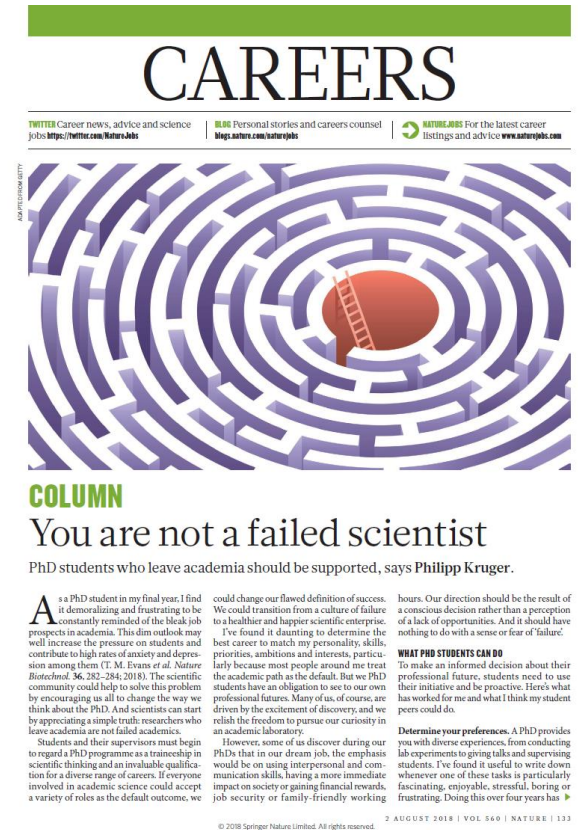 CAREERS
TWITTER Career news, advice and science
jobs https://twitter.com/NatureJobs
BLOG Personal stories and careers counsel
blogs.nature.com/naturejobs
NATUREJOBS For the latest career
listings and advice www.naturejobs.com
ADAPTED FROM GETTY
COLUMN
You are not a failed scientist
PhD students who leave academia should be supported, says Philipp Kruger.
As a PhD student in my final year, I find
it demoralizing and frustrating to be
constantly reminded of the bleak job
prospects in academia. This dim outlook may
well increase the pressure on students and
contribute to high rates of anxiety and depres-
sion among them (T. M. Evans et al. Nature
Biotechnol. 36, 282–284; 2018). The scientific
community could help to solve this problem
by encouraging us all to change the way we
think about the PhD. And scientists can start
by appreciating a simple truth: researchers who
leave academia are not failed academics.
Students and their supervisors must begin
to regard a PhD programme as a traineeship in
scientific thinking and an invaluable qualifica-
tion for a diverse range of careers. If everyone
involved in academic science could accept
a variety of roles as the default outcome, we
could change our flawed definition of success.
We could transition from a culture of failure
to a healthier and happier scientific enterprise.
I've found it daunting to determine the
best career to match my personality, skills,
priorities, ambitions and interests, particu-
larly because most people around me treat
the academic path as the default. But we PhD
students have an obligation to see to our own
professional futures. Many of us, of course, are
driven by the excitement of discovery, and we
relish the freedom to pursue our curiosity in
an academic laboratory.
However, some of us discover during our
PhDs that in our dream job, the emphasis
would be on using interpersonal and com-
munication skills, having a more immediate
impact on society or gaining financial rewards,
job security or family-friendly working
hours. Our direction should be the result of
a conscious decision rather than a perception
of a lack of opportunities. And it should have
nothing to do with a sense or fear of 'failure'.
WHAT PHD STUDENTS CAN DO
To make an informed decision about their
professional future, students need to use
their initiative and be proactive. Here's what
has worked for me and what I think my student
peers could do.
Determine your preferences. A PhD provides
you with diverse experiences, from conducting
lab experiments to giving talks and supervising
students. I've found it useful to write down
whenever one of these tasks is particularly
fascinating, enjoyable, stressful, boring or
frustrating. Doing this over four years has ▶
2 AUGUST 2018 | VOL 560 | NATURE | 133
© 2018 Springer Nature Limited. All rights reserved.